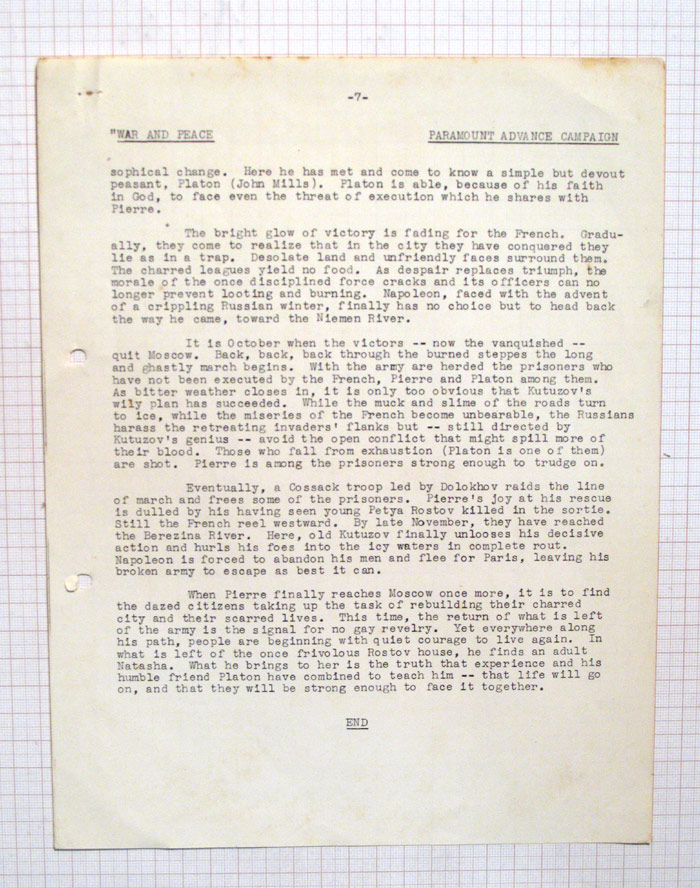 -7-
"WAR AND PEACE
PARAMOUNT ADVANCE CAMPAIGN
sophical change. Here he has met and come to know a simple but devout
peasant, Platon (John Mills). Platon is able, because of his faith
in God, to face even the threat of execution which he shares with
Pierre.
The bright glow of victory is fading for the French. Gradu-
ally, they come to realize that in the city they have conquered they
lie as in a trap. Desolate land and unfriendly faces surround them.
The charred leagues yield no food. As despair replaces triumph, the
morale of the once disciplined force cracks and its officers can no
longer prevent looting and burning. Napoleon, faced with the advent
of a crippling Russian winter, finally has no choice but to head back
the way he came, toward the Niemen River.
It is October when the victors -- now the vanquished --
quit Moscow. Back, back, back through the burned steppes the long
and ghastly march begins. With the army are herded the prisoners who
have not been executed by the French, Pierre and Platon among them.
As bitter weather closes in, it is only too obvious that Kutuzov's
wily plan has succeeded. While the muck and slime of the roads turn
to ice, while the miseries of the French become unbearable, the Russians
harass the retreating invaders' flanks but -- still directed by
Kutuzov's genius -- avoid the open conflict that might spill more of
their blood. Those who fall from exhaustion (Platon is one of them)
are shot. Pierre is among the prisoners strong enough to trudge on.
Eventually, a Cossack troop led by Dolokhov raids the line
of march and frees some of the prisoners. Pierre's joy at his rescue
is dulled by his having seen young Petya Rostov killed in the sortie.
Still the French reel westward. By late November, they have reached
the Berezina River. Here, old Kutuzov finally unlooses his decisive
action and hurls his foes into the icy waters in complete rout.
Napoleon is forced to abandon his men and flee for Paris, leaving his
broken army to escape as best it can.
When Pierre finally reaches Moscow once more, it is to find
the dazed citizens taking up the task of rebuilding their charred
city and their scarred lives. This time, the return of what is left
of the army is the signal for no gay revelry. Yet everywhere along
his path, people are beginning with quiet courage to live again. In
what is left of the once frivolous Rostov house, he finds an adult
Natasha. What he brings to her is the truth that experience and his
humble friend Platon have combined to teach him -- that life will go
on, and that they will be strong enough to face it together.
END